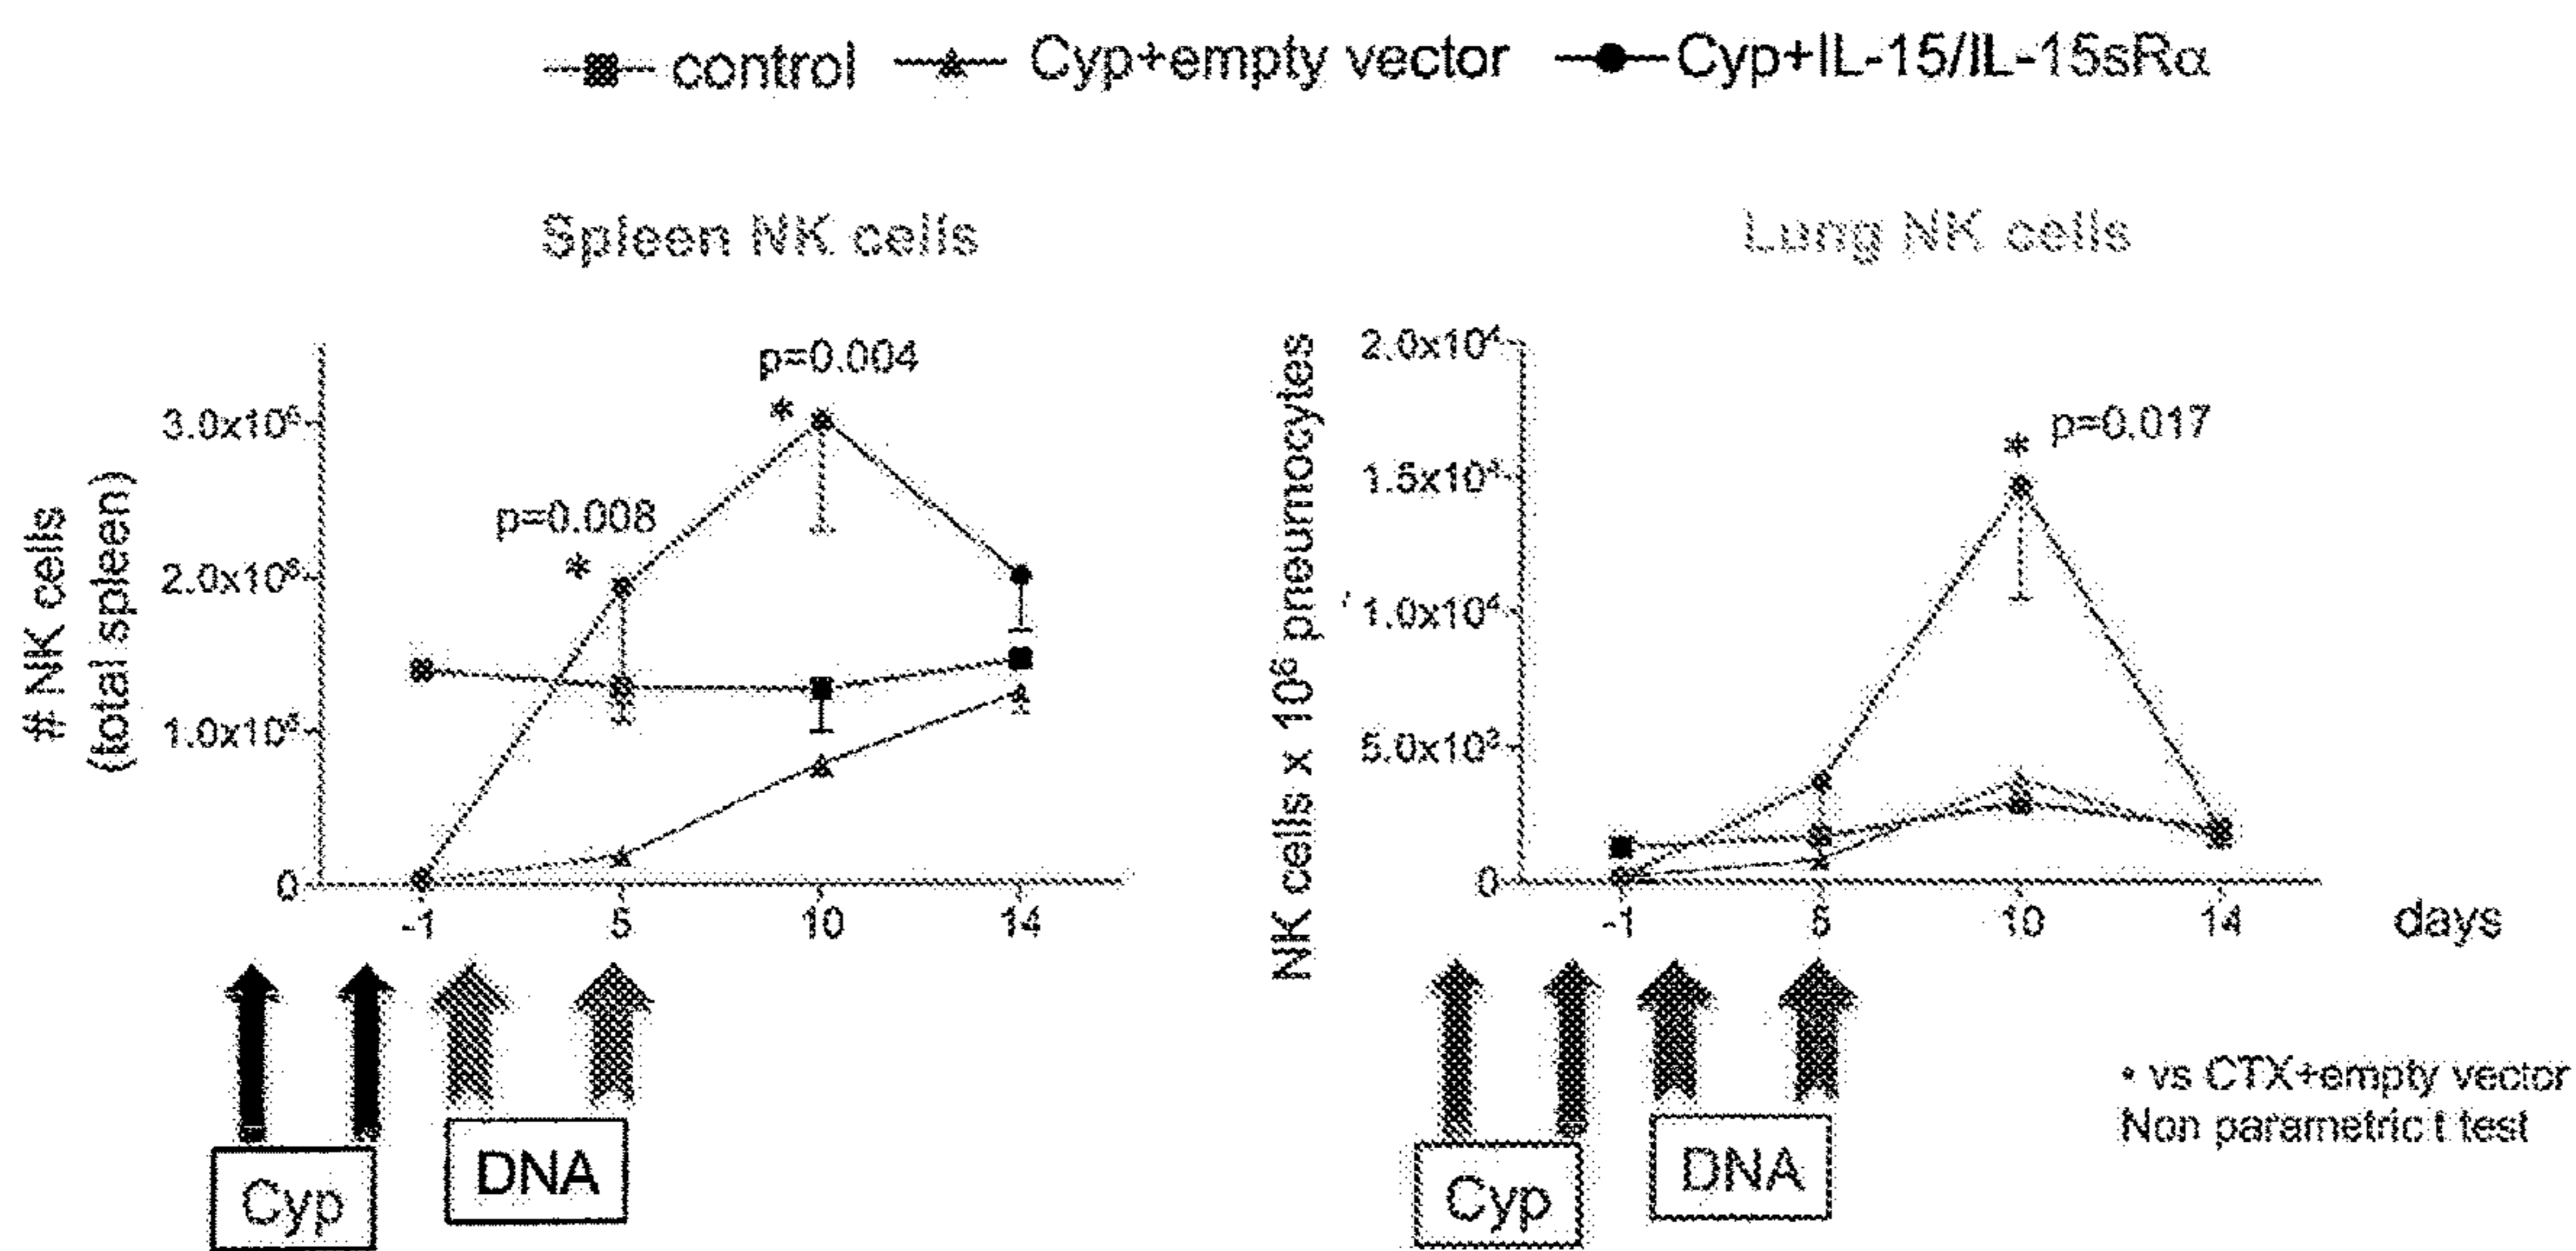 control Cyp+empty vector Cyp+IL-15/IL-15sRα
Spleen NK cells
# NK cells
(total spleen)
3.0x10⁶
2.0x10⁶
1.0x10⁶
0
p=0.008
*
p=0.004
*
-1 5 10 14
Cyp
DNA
Lung NK cells
NK cells x 10⁶ pneumocytes
2.0x10⁴
1.5x10⁴
1.0x10⁴
5.0x10³
0
* p=0.017
-1 5 10 14 days
Cyp
DNA
* vs CTX+empty vector
Non parametric t test